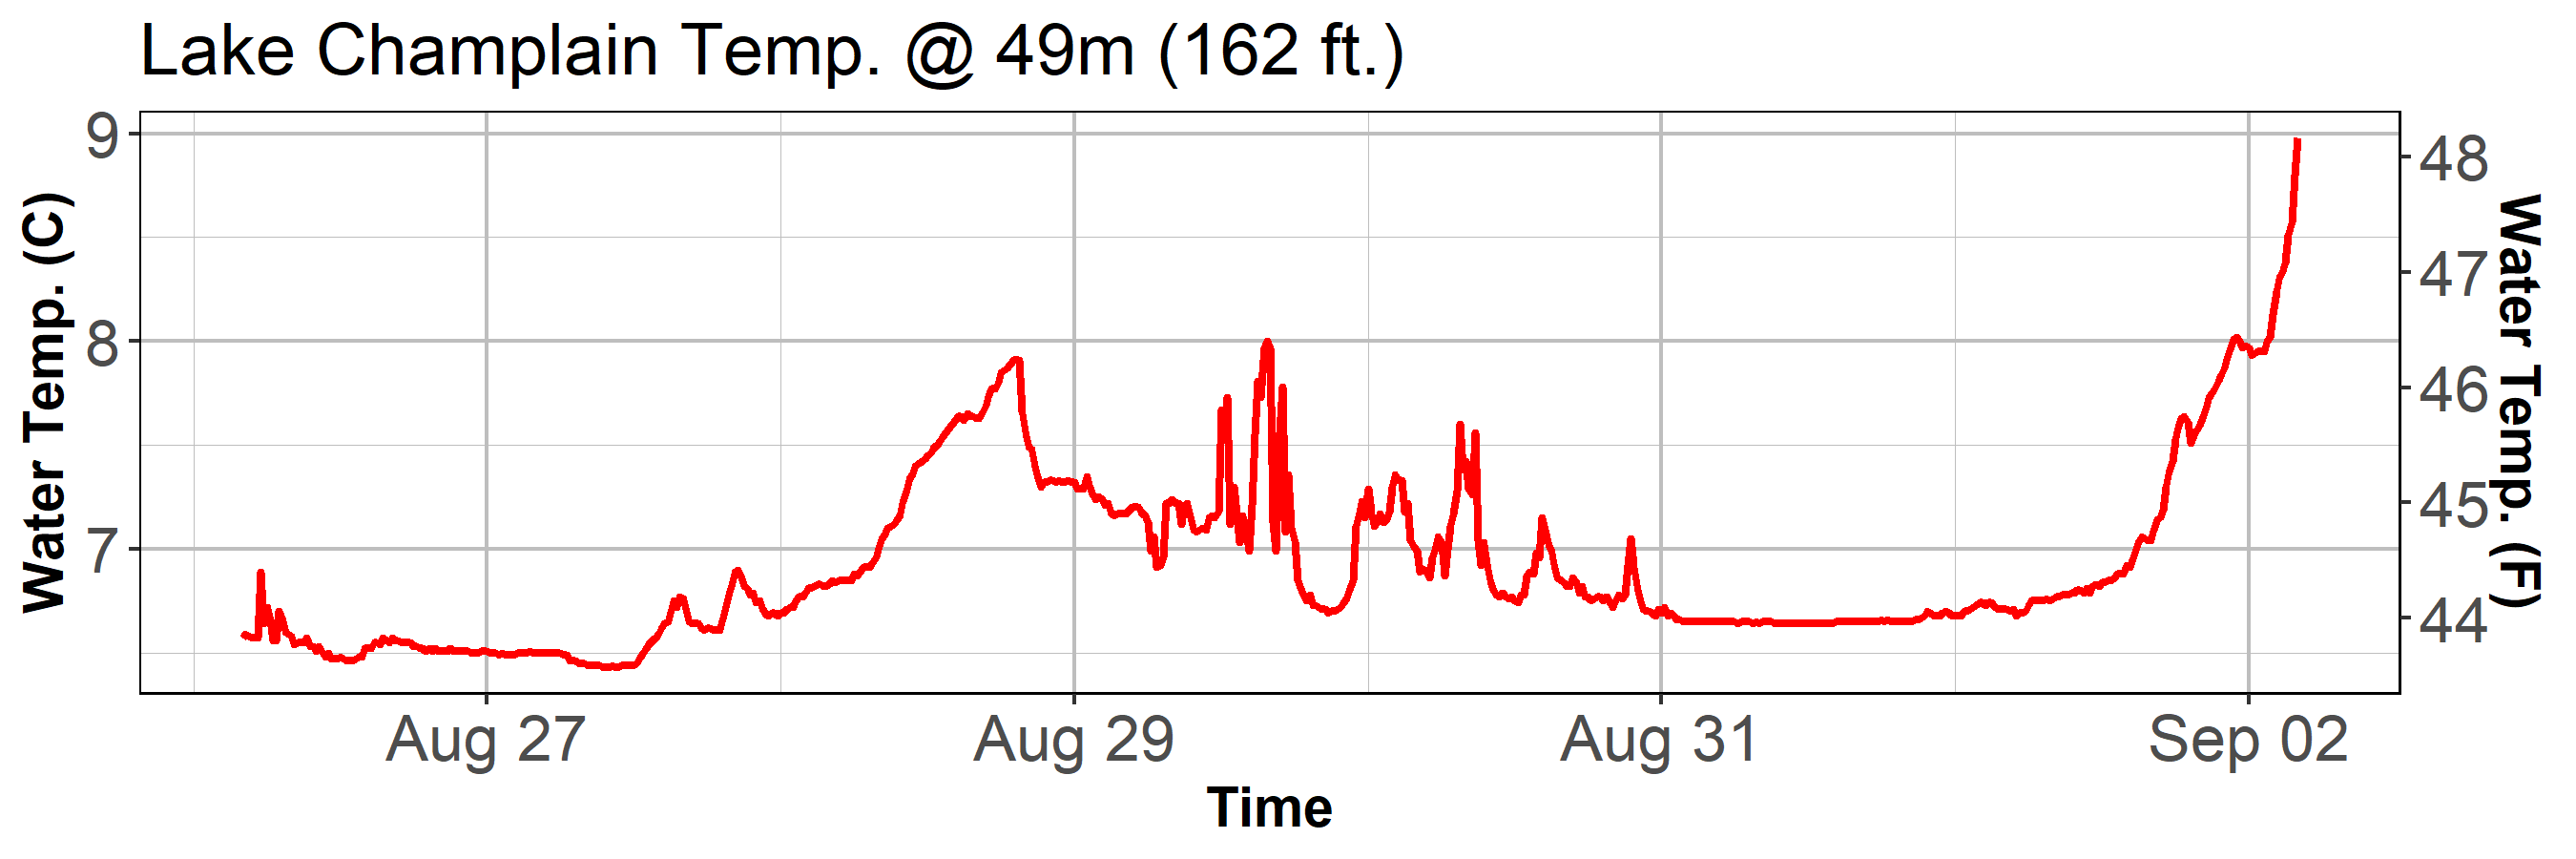 Lake Champlain Temp. @ 49m (162 ft.)
Water Temp. (C)
9
8
7
48
47
46
45
44
Water Temp. (F)
Aug 27
Aug 29
Aug 31
Sep 02
Time